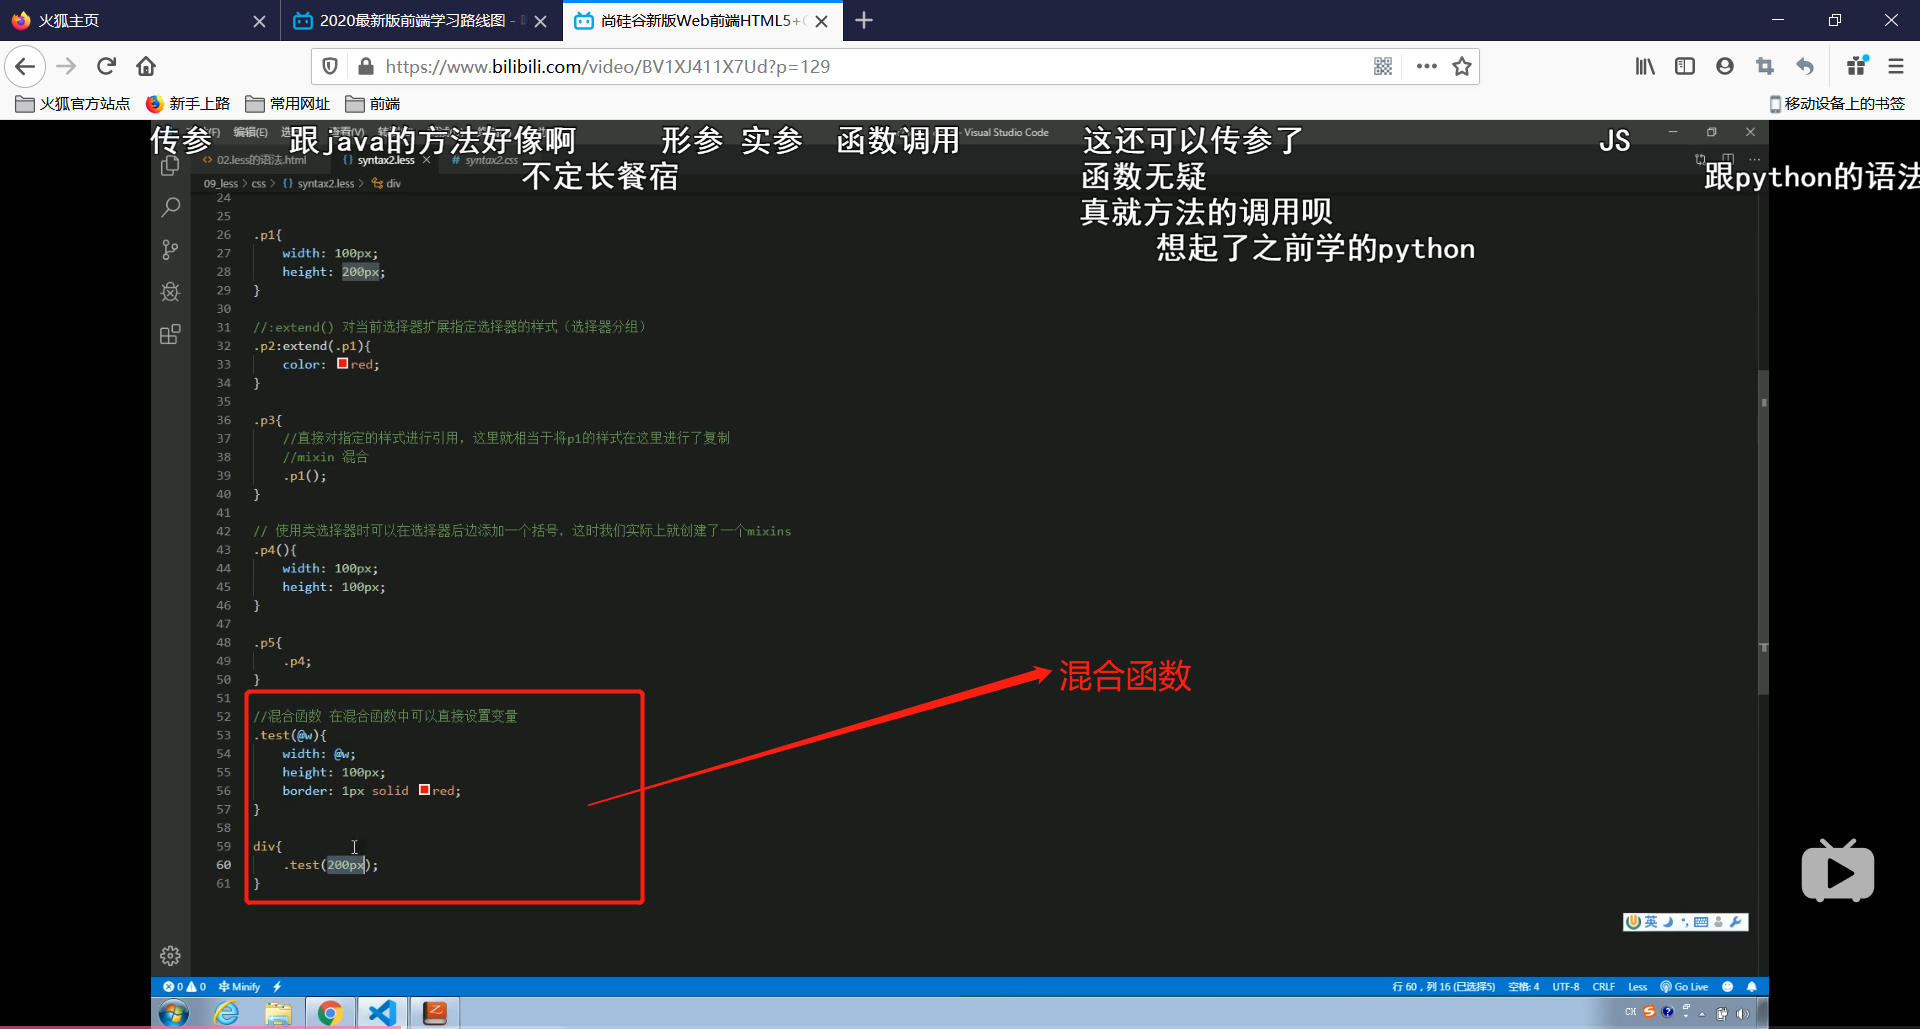 火狐主页
2020最新版前端学习路线图 -
尚硅谷新版Web前端HTML5+
https://www.bilibili.com/video/BV1XJ411X7Ud?p=129
火狐官方站点 新手上路 常用网址 前端
移动设备上的书签
传参 跟java的方法好像啊 形参 实参 函数调用 这还可以传参了 JS
编辑(E) - Visual Studio Code
02.less的语法.html syntax2.less syntax2.css
不定长餐宿 函数无疑 跟python的语法
09_less > css > {} syntax2.less > div
真就方法的调用呗
想起了之前学的python
24
25
26 .p1{
27 width: 100px;
28 height: 200px;
29 }
30
31 //:extend() 对当前选择器扩展指定选择器的样式（选择器分组）
32 .p2:extend(.p1){
33 color: red;
34 }
35
36 .p3{
37 //直接对指定的样式进行引用，这里就相当于将p1的样式在这里进行了复制
38 //mixin 混合
39 .p1();
40 }
41
42 // 使用类选择器时可以在选择器后边添加一个括号，这时我们实际上就创建了一个mixins
43 .p4(){
44 width: 100px;
45 height: 100px;
46 }
47
48 .p5{
49 .p4;
50 }
51
混合函数
52 //混合函数 在混合函数中可以直接设置变量
53 .test(@w){
54 width: @w;
55 height: 100px;
56 border: 1px solid red;
57 }
58
59 div{
60 .test(200px);
61 }
英
0 0 Minify
行 60，列 16 (已选择5) 空格: 4 UTF-8 CRLF Less Go Live
CH